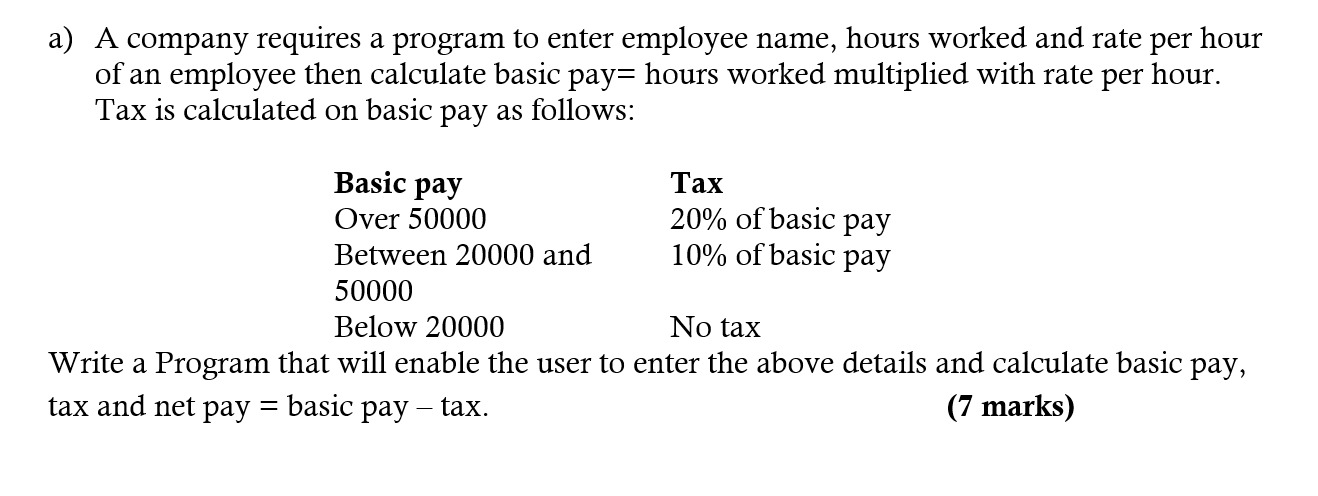 a) A company requires a program to enter employee name, hours worked and rate per hour
of an employee then calculate basic pay= hours worked multiplied with rate per hour.
Tax is calculated on basic pay as follows:
Basic pay Tax
Over 50000 20% of basic pay
Between 20000 and 10% of basic pay
50000
Below 20000 No tax
Write a Program that will enable the user to enter the above details and calculate basic pay,
tax and net pay = basic pay – tax. (7 marks)